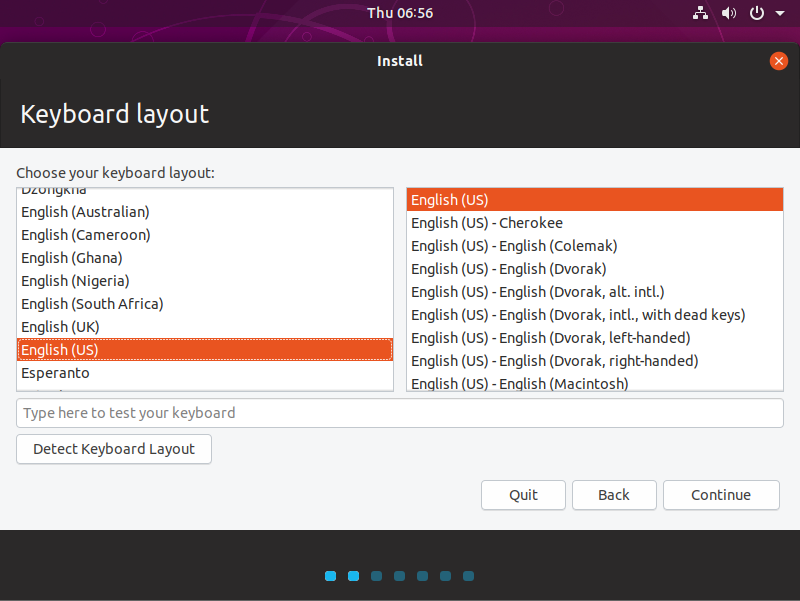 Thu 06:56
Install
Keyboard layout
Choose your keyboard layout:
Dzongkha
English (Australian)
English (Cameroon)
English (Ghana)
English (Nigeria)
English (South Africa)
English (UK)
English (US)
Esperanto
English (US)
English (US) - Cherokee
English (US) - English (Colemak)
English (US) - English (Dvorak)
English (US) - English (Dvorak, alt. intl.)
English (US) - English (Dvorak, intl., with dead keys)
English (US) - English (Dvorak, left-handed)
English (US) - English (Dvorak, right-handed)
English (US) - English (Macintosh)
Type here to test your keyboard
Detect Keyboard Layout
Quit
Back
Continue